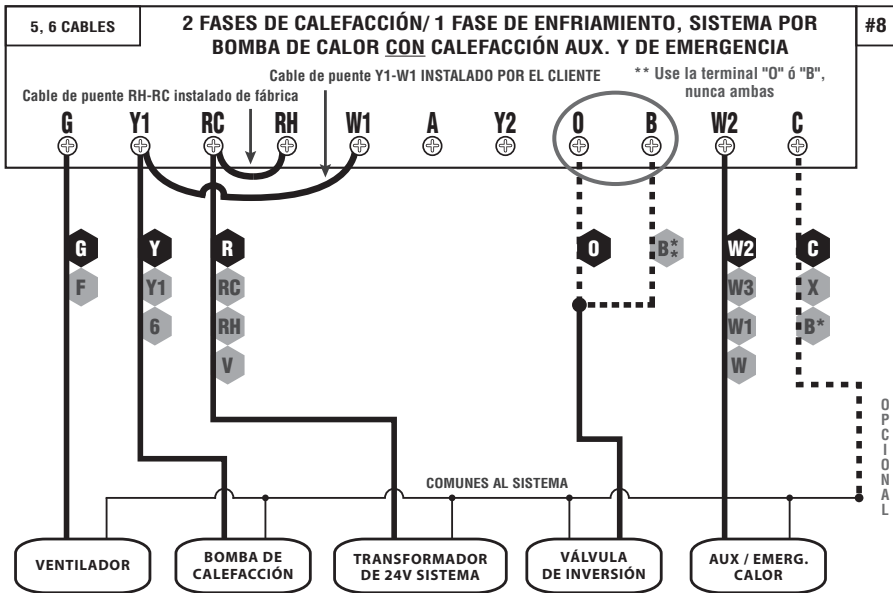 5, 6 CABLES
2 FASES DE CALEFACCIÓN/ 1 FASE DE ENFRIAMIENTO, SISTEMA POR
BOMBA DE CALOR CON CALEFACCIÓN AUX. Y DE EMERGENCIA
#8
Cable de puente Y1-W1 INSTALADO POR EL CLIENTE
** Use la terminal "O" ó "B",
nunca ambas
Cable de puente RH-RC instalado de fábrica
G Y1 RC RH W1 A Y2 O B W2 C
G Y R O B** W2 C
F Y1 RC W3 X
6 RH W1 B*
V W
OPCIONAL
COMUNES AL SISTEMA
VENTILADOR
BOMBA DE
CALEFACCIÓN
TRANSFORMADOR
DE 24V SISTEMA
VÁLVULA
DE INVERSIÓN
AUX / EMERG.
CALOR